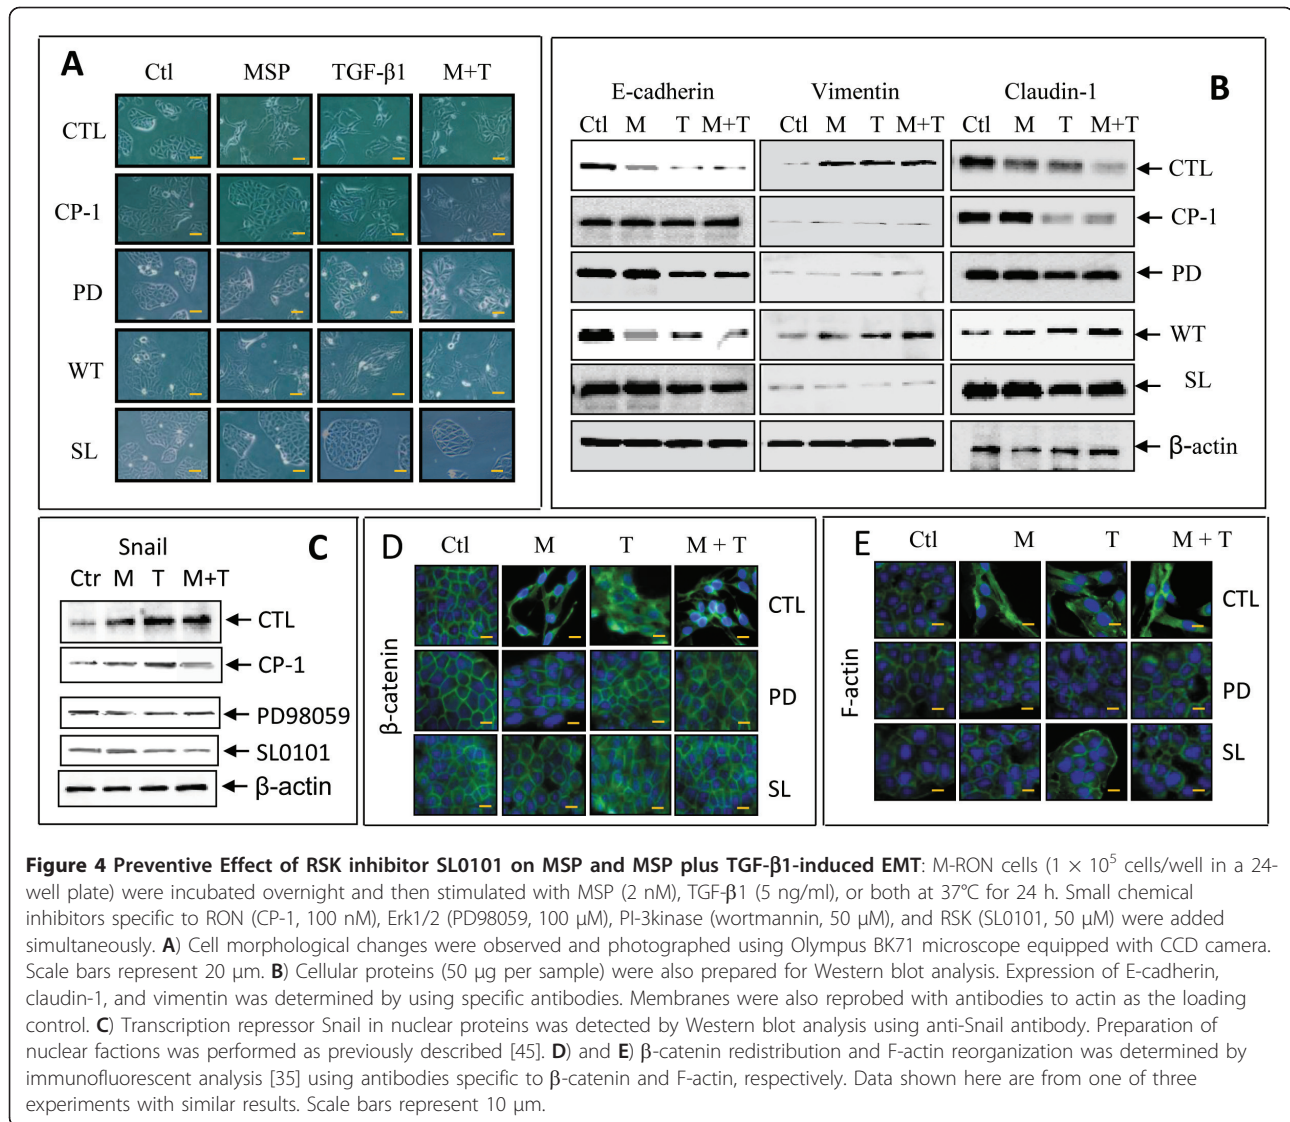 A
Ctl MSP TGF-β1 M+T
CTL
CP-1
PD
WT
SL
B
E-cadherin Vimentin Claudin-1
Ctl M T M+T Ctl M T M+T Ctl M T M+T
CTL
CP-1
PD
WT
SL
β-actin
C
Snail
Ctr M T M+T
CTL
CP-1
PD98059
SL0101
β-actin
D
Ctl M T M + T
β-catenin
CTL
PD
SL
E
Ctl M T M + T
F-actin
CTL
PD
SL
Figure 4 Preventive Effect of RSK inhibitor SL0101 on MSP and MSP plus TGF-β1-induced EMT: M-RON cells (1 × 10⁵ cells/well in a 24-
well plate) were incubated overnight and then stimulated with MSP (2 nM), TGF-β1 (5 ng/ml), or both at 37°C for 24 h. Small chemical
inhibitors specific to RON (CP-1, 100 nM), Erk1/2 (PD98059, 100 μM), PI-3kinase (wortmannin, 50 μM), and RSK (SL0101, 50 μM) were added
simultaneously. A) Cell morphological changes were observed and photographed using Olympus BK71 microscope equipped with CCD camera.
Scale bars represent 20 μm. B) Cellular proteins (50 μg per sample) were also prepared for Western blot analysis. Expression of E-cadherin,
claudin-1, and vimentin was determined by using specific antibodies. Membranes were also reprobed with antibodies to actin as the loading
control. C) Transcription repressor Snail in nuclear proteins was detected by Western blot analysis using anti-Snail antibody. Preparation of
nuclear factions was performed as previously described [45]. D) and E) β-catenin redistribution and F-actin reorganization was determined by
immunofluorescent analysis [35] using antibodies specific to β-catenin and F-actin, respectively. Data shown here are from one of three
experiments with similar results. Scale bars represent 10 μm.